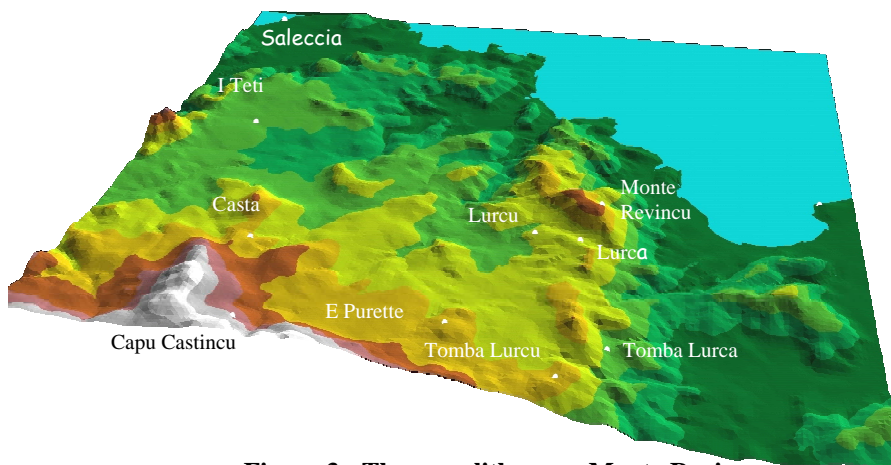 Saleccia
I Teti
Casta
Lurcu
Monte
Revincu
Lurca
E Purette
Capu Castincu
Tomba Lurcu
Tomba Lurca